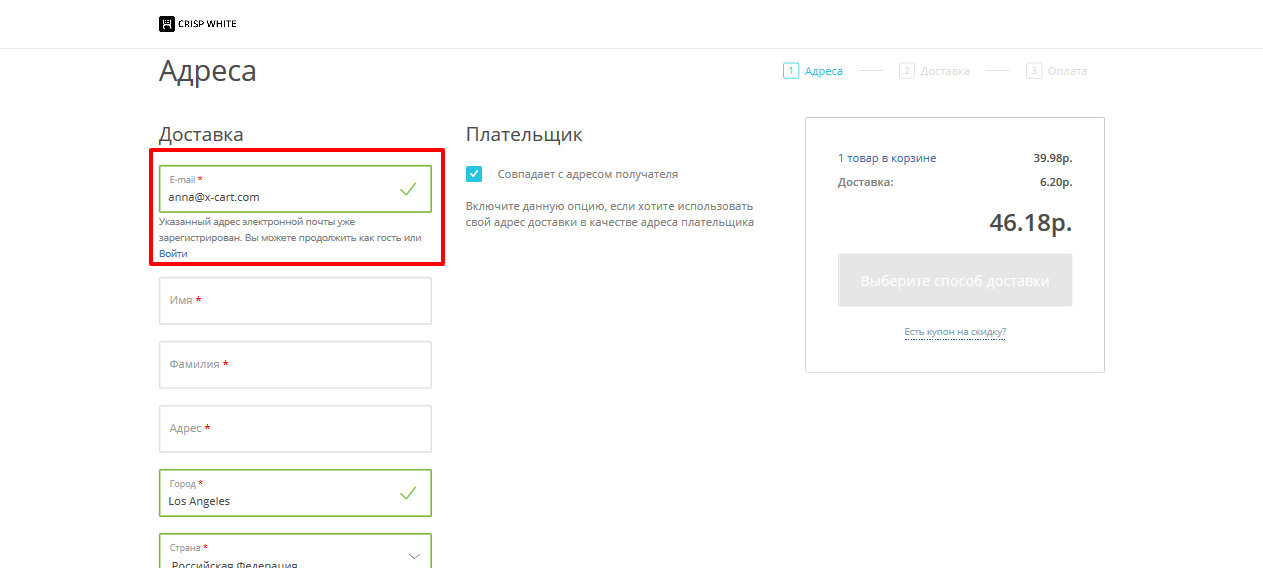 CRISP WHITE
Адреса
1 Адреса
2 Доставка
3 Оплата
Доставка
E-mail *
anna@x-cart.com
Указанный адрес электронной почты уже
зарегистрирован. Вы можете продолжить как гость или
Войти
Имя *
Фамилия *
Адрес *
Город *
Los Angeles
Страна *
Российская Федерация
Плательщик
Совпадает с адресом получателя
Включите данную опцию, если хотите использовать
свой адрес доставки в качестве адреса плательщика
1 товар в корзине 39.98р.
Доставка: 6.20р.
46.18р.
Выберите способ доставки
Есть купон на скидку?